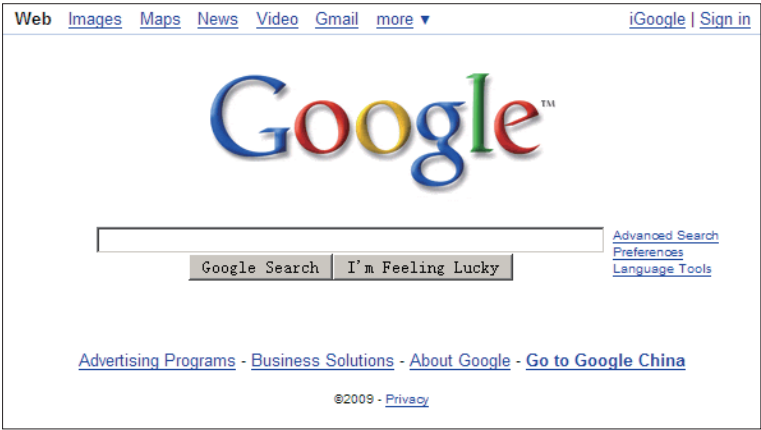 Web Images Maps News Video Gmail more ▼ iGoogle | Sign in
Google™
Advanced Search
Preferences
Language Tools
Google Search I'm Feeling Lucky
Advertising Programs - Business Solutions - About Google - Go to Google China
©2009 - Privacy